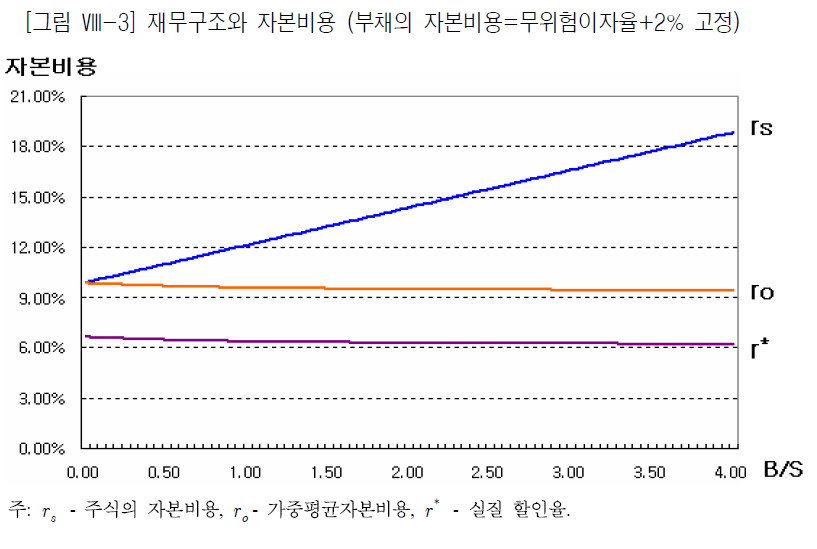 [그림 Ⅷ-3] 재무구조와 자본비용 (부채의 자본비용=무위험이자율+2% 고정)
자본비용
21.00%
18.00%
15.00%
12.00%
9.00%
6.00%
3.00%
0.00%
rs
ro
r*
0.00 0.50 1.00 1.50 2.00 2.50 3.00 3.50 4.00 B/S
주: rs - 주식의 자본비용, ro - 가중평균자본비용, r* - 실질 할인율.